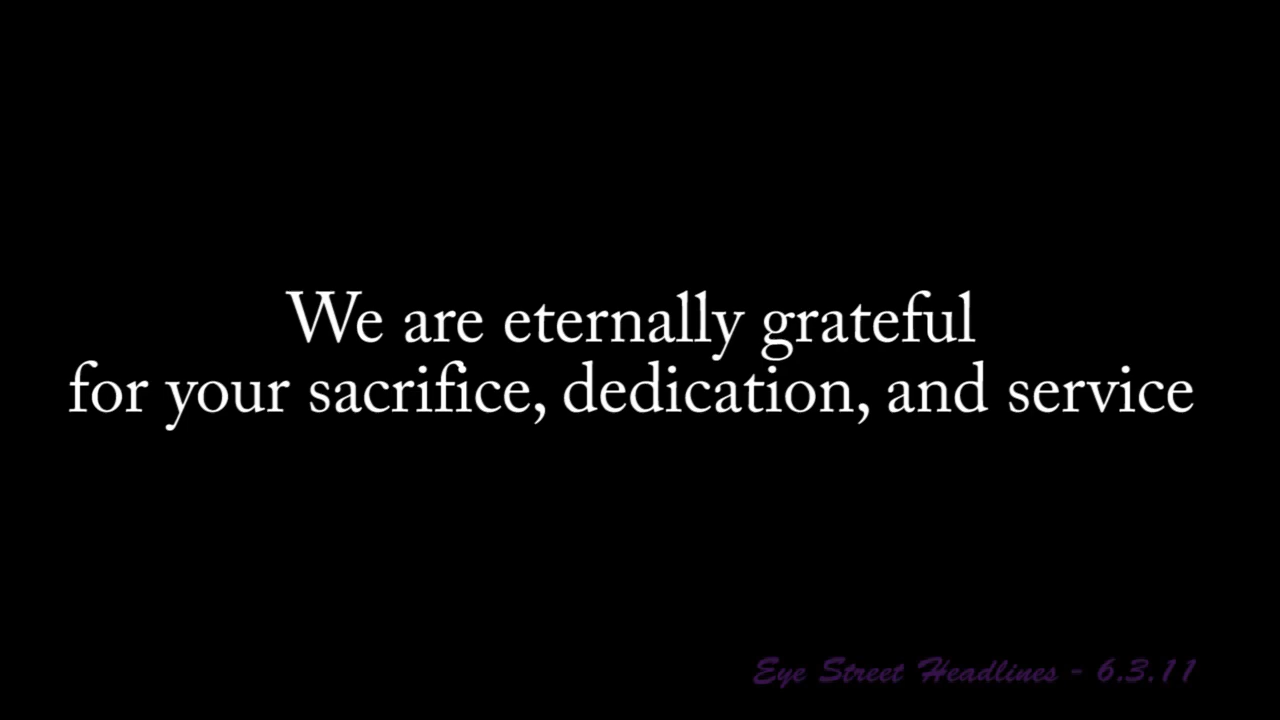 We are eternally grateful
for your sacrifice, dedication, and service
Eye Street Headlines - 6.3.11